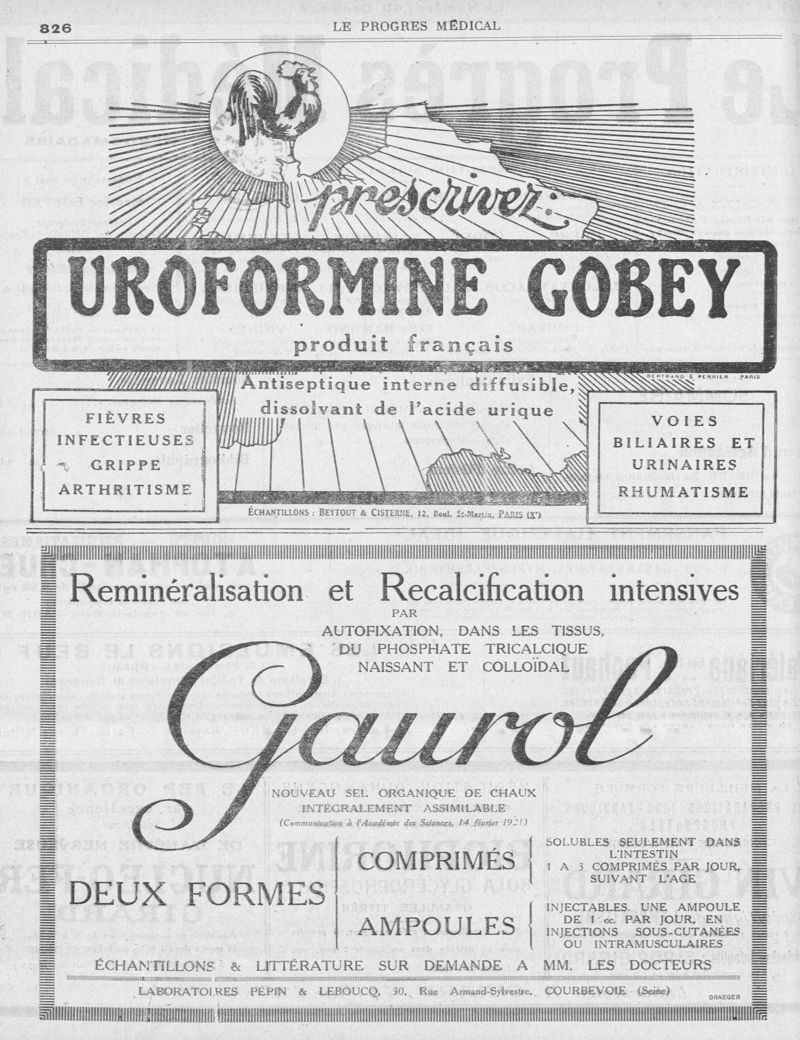 826
LE PROGRES MÉDICAL
prescrivez:
UROFORMINE GOBEY
produit français
BERTRAND & PERRIER - PARIS
Antiseptique interne diffusible,
dissolvant de l'acide urique
FIÈVRES
INFECTIEUSES
GRIPPE
ARTHRITISME
VOIES
BILIAIRES ET
URINAIRES
RHUMATISME
ÉCHANTILLONS : BEYTOUT & CISTERNE, 12, Boul. St-Martin, PARIS (Xe)
Reminéralisation et Recalcification intensives
PAR
AUTOFIXATION, DANS LES TISSUS,
DU PHOSPHATE TRICALCIQUE
NAISSANT ET COLLOÏDAL
Gaurol
NOUVEAU SEL ORGANIQUE DE CHAUX
INTÉGRALEMENT ASSIMILABLE
(Communication à l'Académie des Sciences, 14 février 1921)
DEUX FORMES
COMPRIMÉS
SOLUBLES SEULEMENT DANS
L'INTESTIN
1 A 3 COMPRIMÉS PAR JOUR,
SUIVANT L'AGE
AMPOULES
INJECTABLES. UNE AMPOULE
DE 1 cc. PAR JOUR, EN
INJECTIONS SOUS-CUTANÉES
OU INTRAMUSCULAIRES
ÉCHANTILLONS & LITTÉRATURE SUR DEMANDE A MM. LES DOCTEURS
LABORATOIRES PÉPIN & LEBOUCQ, 30, Rue Armand-Sylvestre, COURBEVOIE (Seine)
DRAEGER